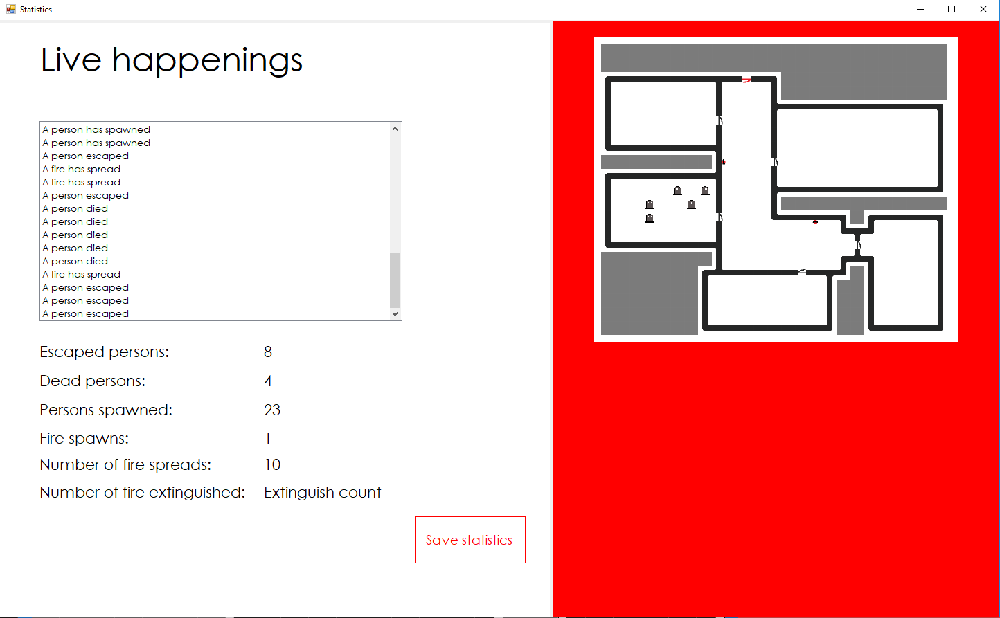 Statistics
Live happenings
A person has spawned
A person has spawned
A person escaped
A fire has spread
A fire has spread
A person escaped
A person died
A person died
A person died
A person died
A person died
A fire has spread
A person escaped
A person escaped
A person escaped
Escaped persons: 8
Dead persons: 4
Persons spawned: 23
Fire spawns: 1
Number of fire spreads: 10
Number of fire extinguished: Extinguish count
Save statistics